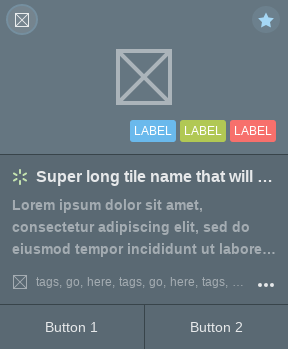 LABEL LABEL LABEL
Super long tile name that will ...
Lorem ipsum dolor sit amet,
consectetur adipiscing elit, sed do
eiusmod tempor incididunt ut labore...
tags, go, here, tags, go, here, tags, ...
Button 1 Button 2